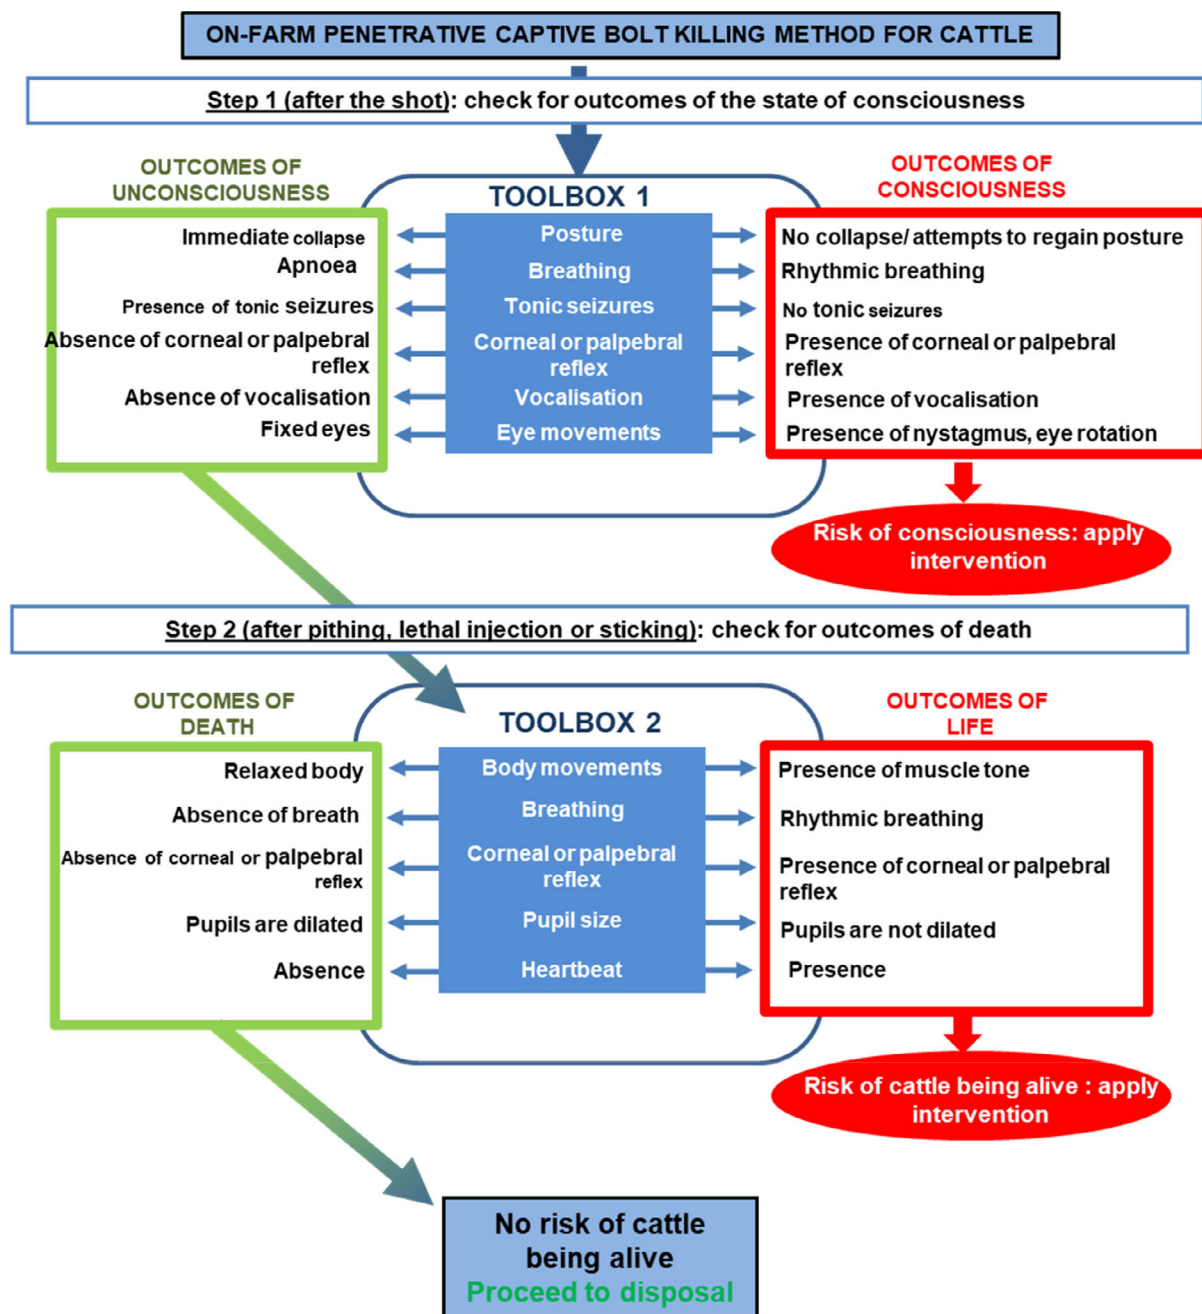 ON-FARM PENETRATIVE CAPTIVE BOLT KILLING METHOD FOR CATTLE
Step 1 (after the shot): check for outcomes of the state of consciousness
OUTCOMES OF
UNCONSCIOUSNESS
Immediate collapse
Apnoea
Presence of tonic seizures
Absence of corneal or palpebral
reflex
Absence of vocalisation
Fixed eyes
TOOLBOX 1
Posture
Breathing
Tonic seizures
Corneal or palpebral
reflex
Vocalisation
Eye movements
OUTCOMES OF
CONSCIOUSNESS
No collapse/ attempts to regain posture
Rhythmic breathing
No tonic seizures
Presence of corneal or palpebral
reflex
Presence of vocalisation
Presence of nystagmus, eye rotation
Risk of consciousness: apply
intervention
Step 2 (after pithing, lethal injection or sticking): check for outcomes of death
OUTCOMES OF
DEATH
Relaxed body
Absence of breath
Absence of corneal or palpebral
reflex
Pupils are dilated
Absence
TOOLBOX 2
Body movements
Breathing
Corneal or palpebral
reflex
Pupil size
Heartbeat
OUTCOMES OF
LIFE
Presence of muscle tone
Rhythmic breathing
Presence of corneal or palpebral
reflex
Pupils are not dilated
Presence
Risk of cattle being alive : apply
intervention
No risk of cattle
being alive
Proceed to disposal